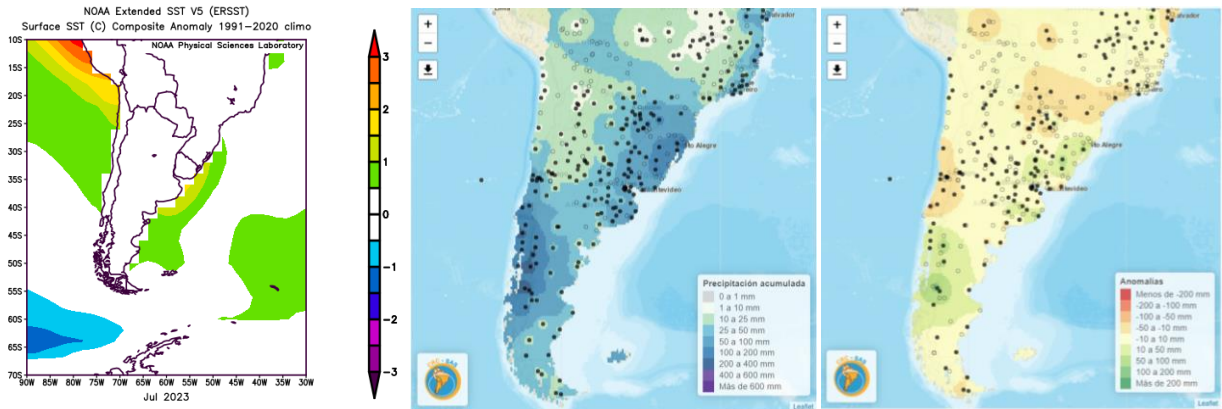 NOAA Extended SST V5 (ERSST)
Surface SST (C) Composite Anomaly 1991-2020 climo
NOAA Physical Sciences Laboratory
10S
15S
20S
25S
30S
35S
40S
45S
50S
55S
60S
65S
70S
90W 85W 80W 75W 70W 65W 60W 55W 50W 45W 40W 35W 30W
Jul 2023
3
2
1
0
-1
-2
-3
+
−
Salvador
Montevideo
Precipitación acumulada
0 a 1 mm
1 a 10 mm
10 a 25 mm
25 a 50 mm
50 a 100 mm
100 a 200 mm
200 a 400 mm
400 a 600 mm
Más de 600 mm
CRC-SAS
Leaflet
+
−
Salvador
Montevideo
Anomalías
Menos de -200 mm
-200 a -100 mm
-100 a -50 mm
-50 a -10 mm
-10 a 10 mm
10 a 50 mm
50 a 100 mm
100 a 200 mm
Más de 200 mm
CRC-SAS
Leaflet